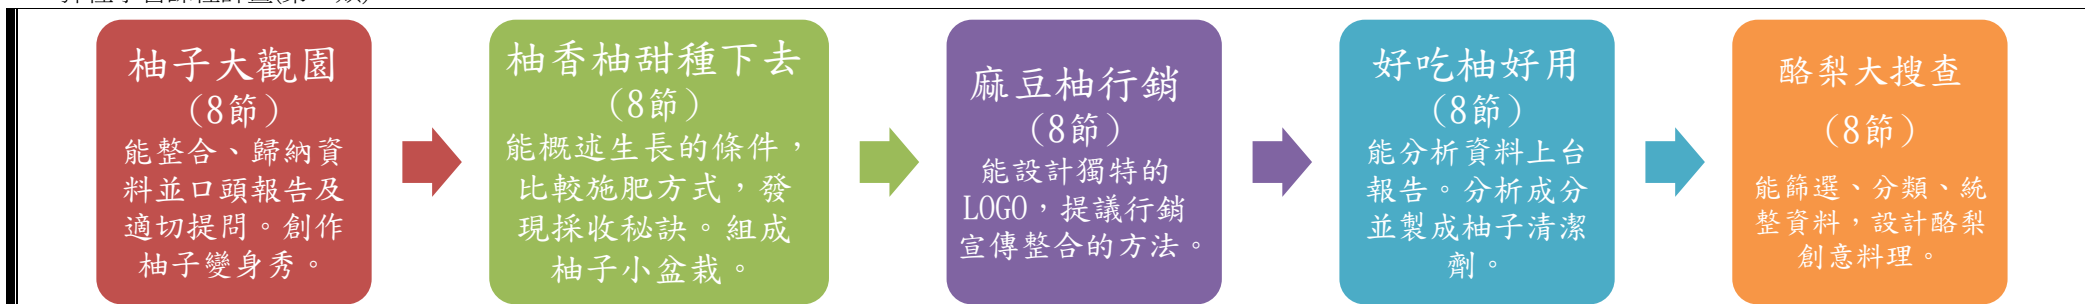 柚子大觀園
(8節)
能整合、歸納資
料並口頭報告及
適切提問。創作
柚子變身秀。
柚香柚甜種下去
(8節)
能概述生長的條件，
比較施肥方式，發
現採收秘訣。組成
柚子小盆栽。
麻豆柚行銷
(8節)
能設計獨特的
LOGO，提議行銷
宣傳整合的方法。
好吃柚好用
(8節)
能分析資料上台
報告。分析成分
並製成柚子清潔
劑。
酪梨大搜查
(8節)
能篩選、分類、統
整資料，設計酪梨
創意料理。